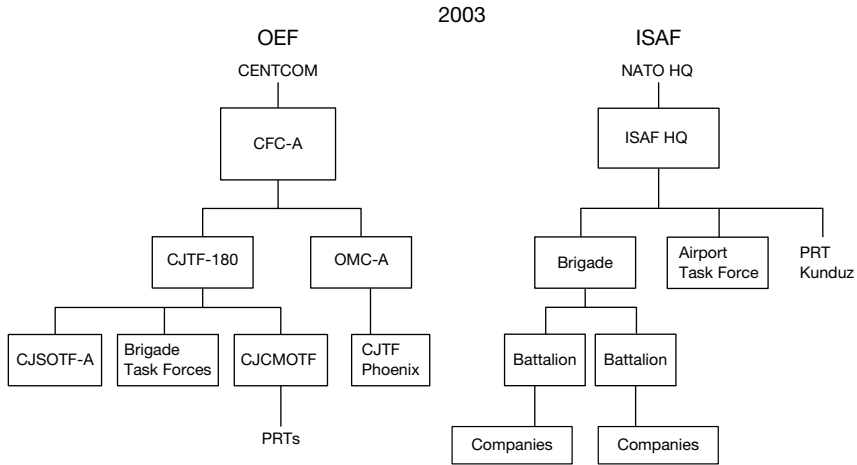 2003
OEF
ISAF
CENTCOM
NATO HQ
CFC-A
ISAF HQ
CJTF-180
OMC-A
Brigade
Airport
Task Force
PRT
Kunduz
CJSOTF-A
Brigade
Task Forces
CJCMOTF
CJTF
Phoenix
Battalion
Battalion
PRTs
Companies
Companies